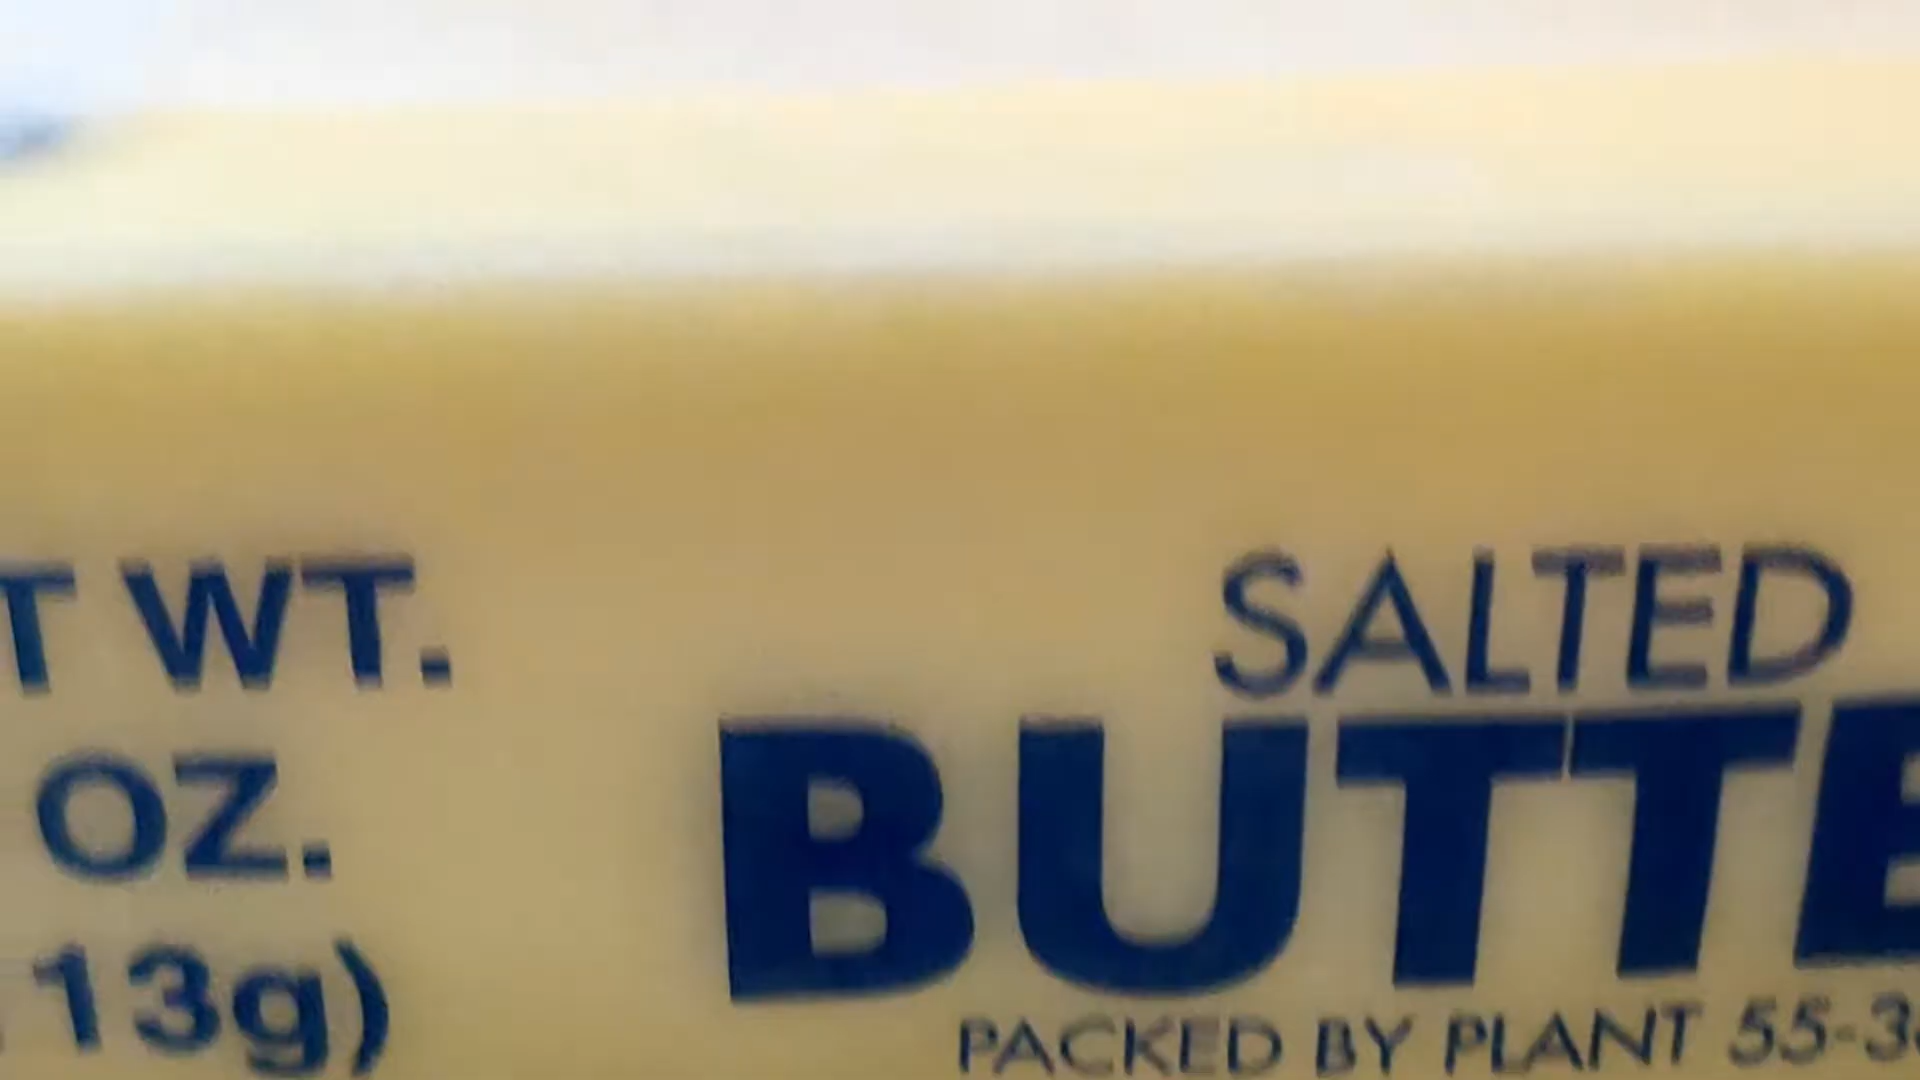 T WT.
OZ.
13g)
SALTED
BUTTE
PACKED BY PLANT 55-3